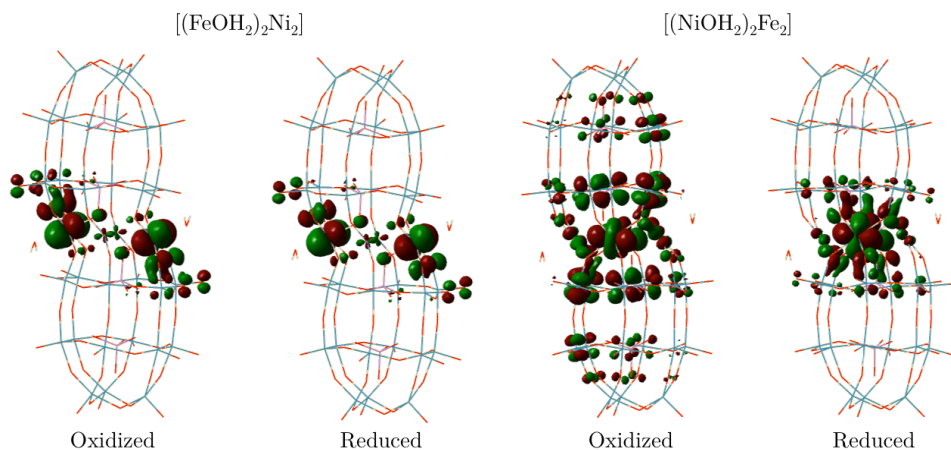 [(FeOH₂)₂Ni₂] [(NiOH₂)₂Fe₂]
Oxidized Reduced Oxidized Reduced